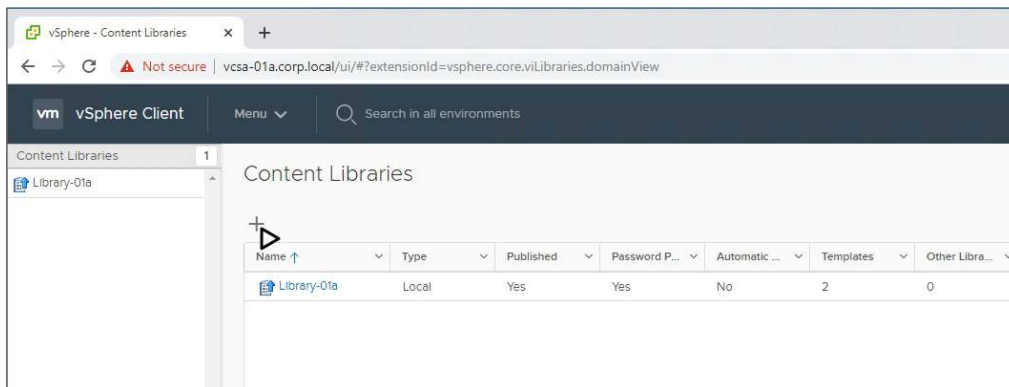 vSphere - Content Libraries
Not secure | vcsa-01a.corp.local/ui/#?extensionId=vsphere.core.viLibraries.domainView
vm vSphere Client Menu Search in all environments
Content Libraries 1
Library-01a
Content Libraries
Name Type Published Password P... Automatic ... Templates Other Libra...
Library-01a Local Yes Yes No 2 0